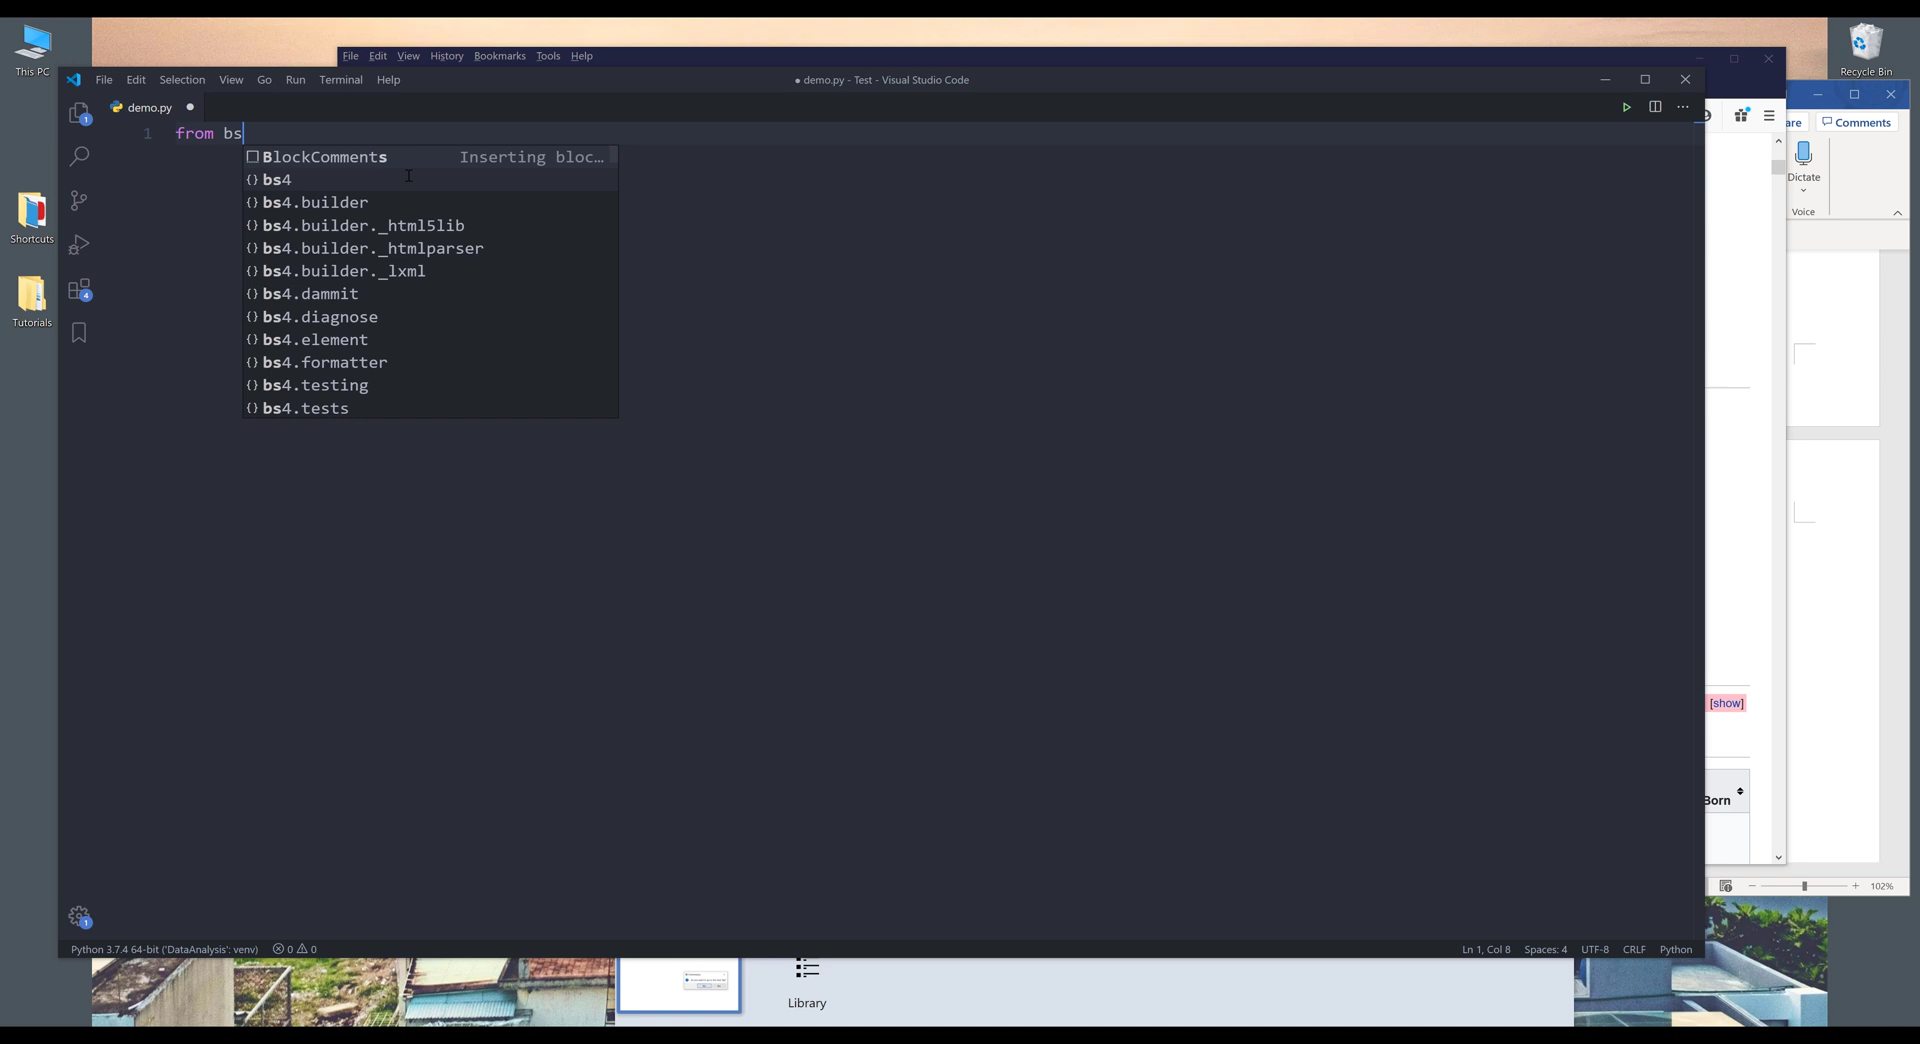 This PC
Recycle Bin
File Edit View History Bookmarks Tools Help
File Edit Selection View Go Run Terminal Help
● demo.py - Test - Visual Studio Code
demo.py ●
are
Comments
1 from bs
BlockComments Inserting bloc…
bs4
bs4.builder
bs4.builder._html5lib
bs4.builder._htmlparser
bs4.builder._lxml
bs4.dammit
bs4.diagnose
bs4.element
bs4.formatter
bs4.testing
bs4.tests
Dictate
Voice
Shortcuts
Tutorials
1
4
1
[show]
Born
102%
Python 3.7.4 64-bit ('DataAnalysis': venv) 0 0
Ln 1, Col 8 Spaces: 4 UTF-8 CRLF Python
Library